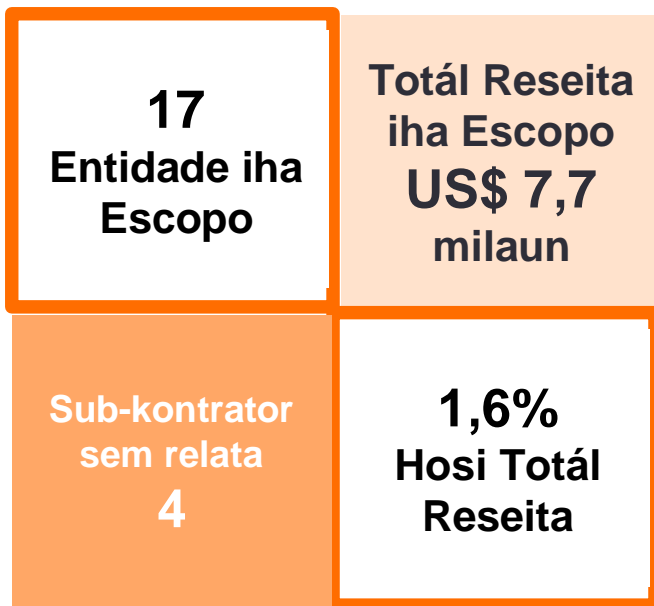 17
Entidade iha
Escopo
Totál Reseita
iha Escopo
US$ 7,7
milaun
Sub-kontrator
sem relata
4
1,6%
Hosi Totál
Reseita